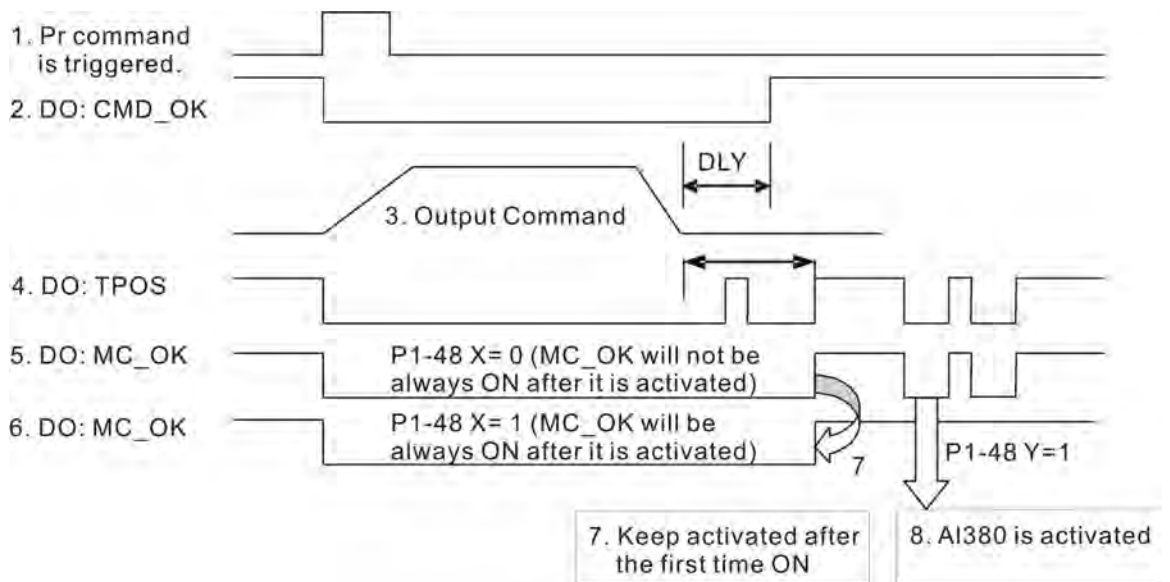 1. Pr command
is triggered.
2. DO: CMD_OK
DLY
3. Output Command
4. DO: TPOS
5. DO: MC_OK
P1-48 X= 0 (MC_OK will not be
always ON after it is activated)
6. DO: MC_OK
P1-48 X= 1 (MC_OK will be
always ON after it is activated)
7
P1-48 Y=1
7. Keep activated after
the first time ON
8. Al380 is activated